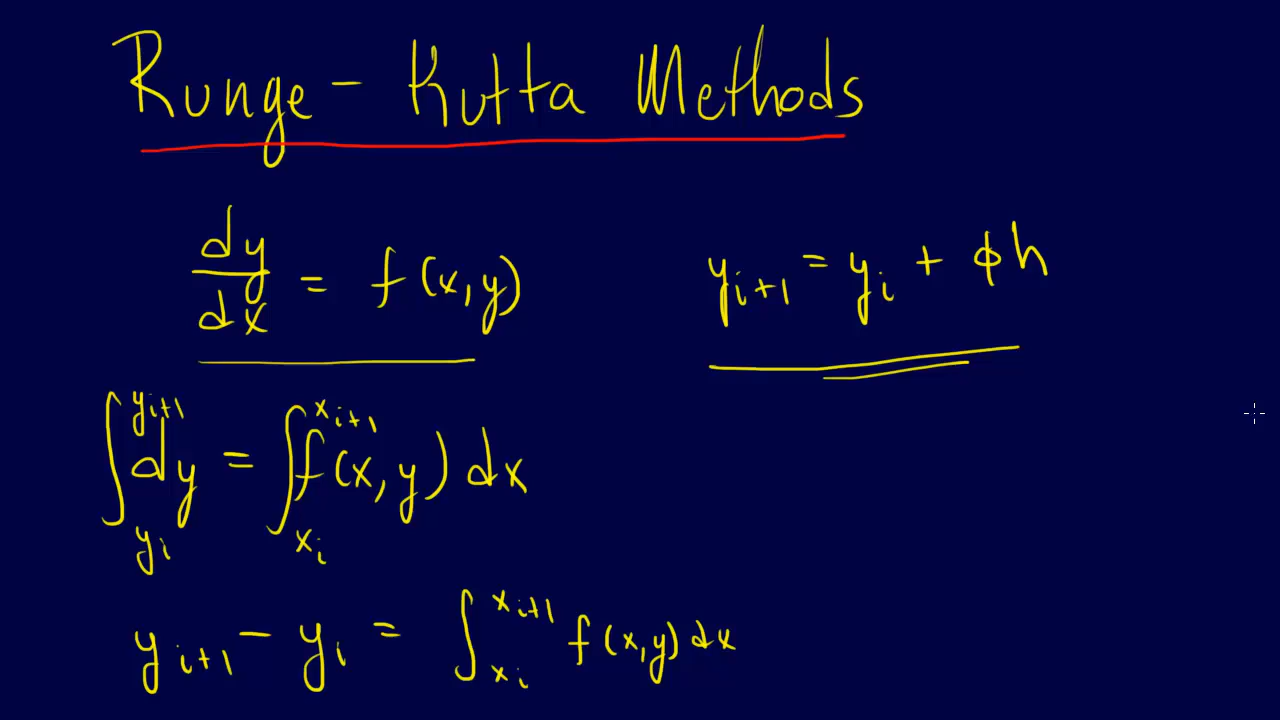 Runge - Kutta Methods
dy/dx = f(x,y)
y_{i+1} = y_i + ϕh
∫_{y_i}^{y_{i+1}} dy = ∫_{x_i}^{x_{i+1}} f(x,y) dx
y_{i+1} - y_i = ∫_{x_i}^{x_{i+1}} f(x,y) dx